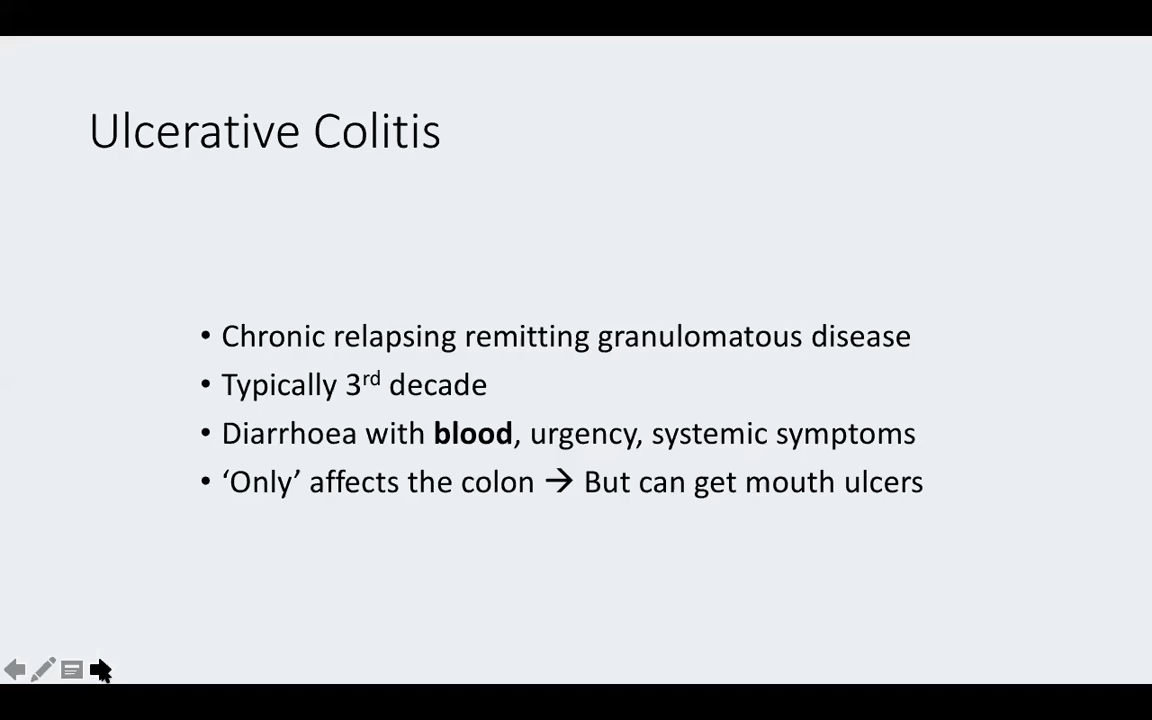 Ulcerative Colitis
• Chronic relapsing remitting granulomatous disease
• Typically 3rd decade
• Diarrhoea with blood, urgency, systemic symptoms
• ‘Only’ affects the colon → But can get mouth ulcers